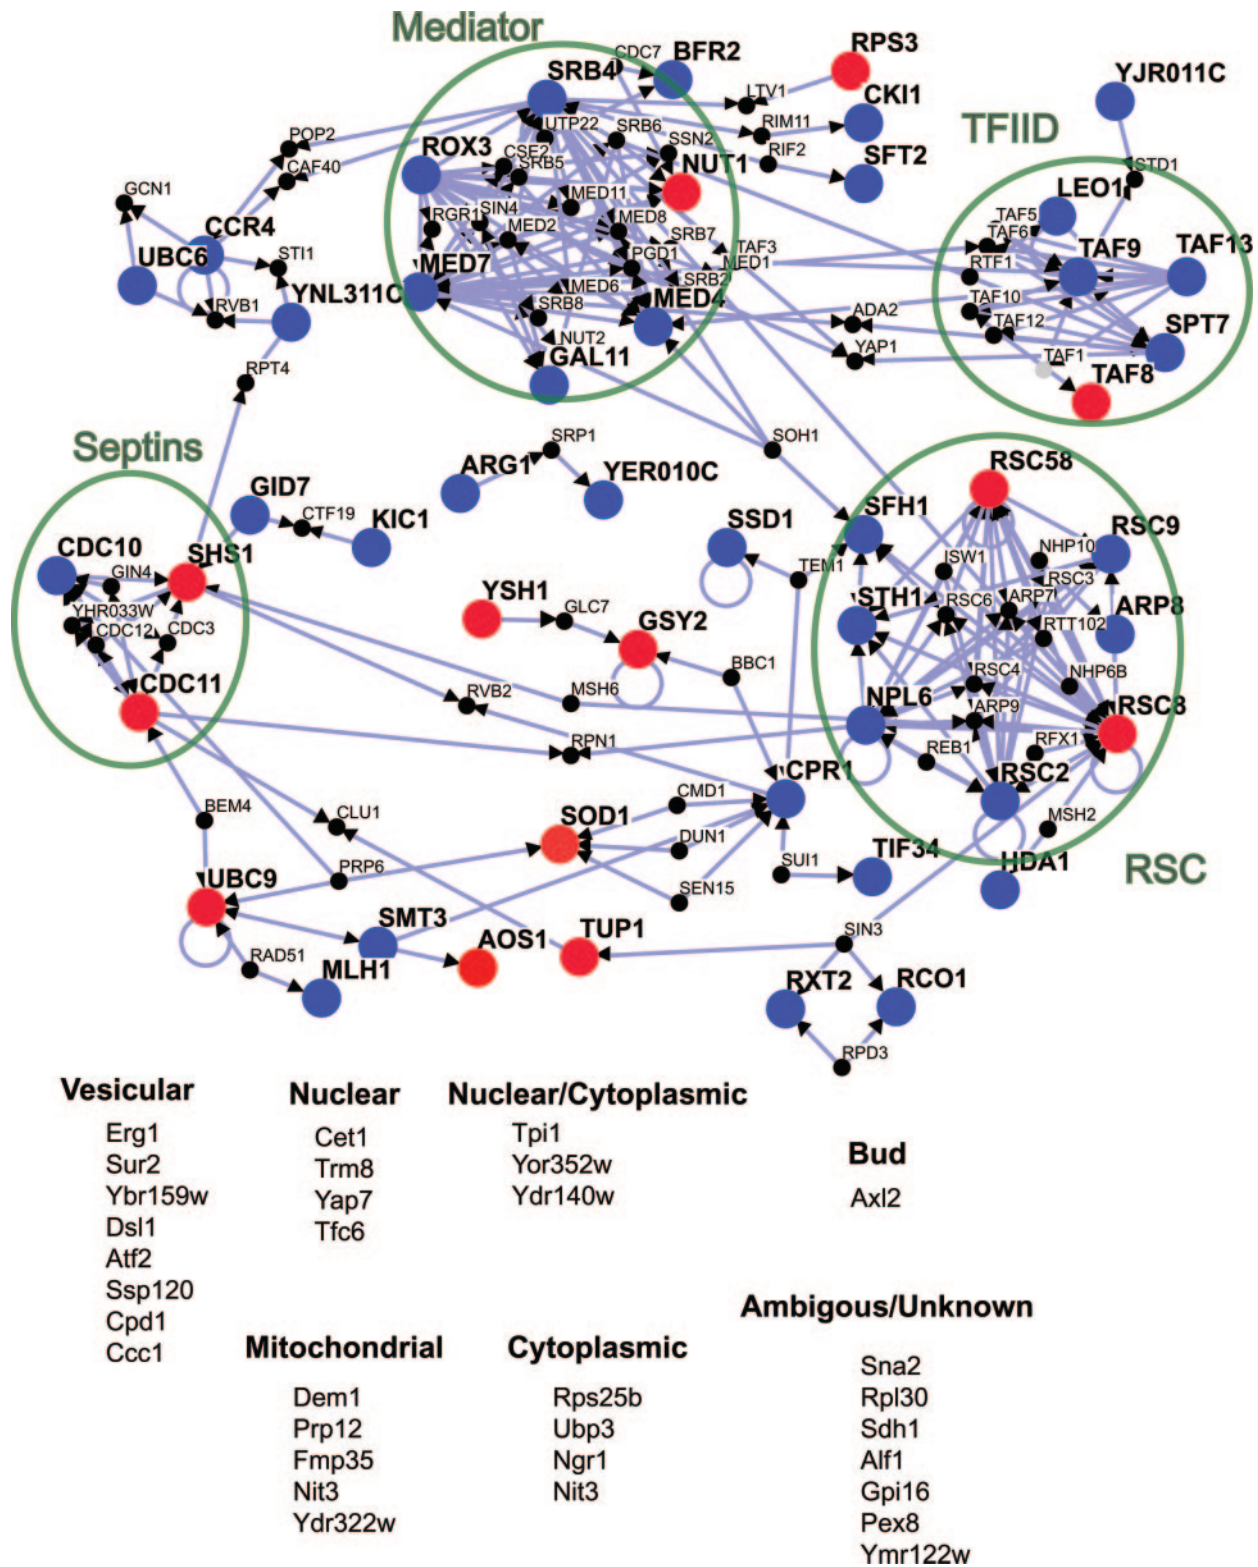 Mediator
CDC7
BFR2
RPS3
SRB4
YJR011C
LTV1
CKI1
TFIID
POP2
UTP22
SRB6
RIM11
ROX3
CSE2
SSN2
RIF2
SFT2
CAF40
SRB5
NUT1
STD1
GCN1
MED11
LEO1
CCR4
RGR1
SIN4
MED8
TAF5
MED2
SRB7
TAF6
TAF9
TAF13
UBC6
STI1
MED7
PGD1
TAF3
MED1
RTF1
YNL311C
MED6
SRB2
RVB1
SRB8
MED4
TAF10
ADA2
TAF12
SPT7
NUT2
YAP1
TAF1
RPT4
GAL11
TAF8
Septins
SRP1
SOH1
ARG1
YER010C
RSC58
GID7
CTF19
KIC1
SSD1
SFH1
RSC9
CDC10
SHS1
GIN4
TEM1
ISW1
NHP10
RSC3
YHR033W
YSH1
GLC7
GSY2
STH1
RSC6
ARP7
ARP8
CDC12
CDC3
RTT102
BBC1
RSC4
NHP6B
CDC11
RVB2
MSH6
NPL6
ARP9
RSC8
RPN1
REB1
RFX1
CPR1
RSC2
BEM4
CLU1
CMD1
SOD1
DUN1
MSH2
PRP6
SUI1
TIF34
HDA1
RSC
UBC9
SEN15
SMT3
AOS1
TUP1
SIN3
RAD51
MLH1
RXT2
RCO1
RPD3
Vesicular
Erg1
Sur2
Ybr159w
Dsl1
Atf2
Ssp120
Cpd1
Ccc1
Nuclear
Cet1
Trm8
Yap7
Tfc6
Nuclear/Cytoplasmic
Tpi1
Yor352w
Ydr140w
Bud
Axl2
Mitochondrial
Dem1
Prp12
Fmp35
Nit3
Ydr322w
Cytoplasmic
Rps25b
Ubp3
Ngr1
Nit3
Ambigous/Unknown
Sna2
Rpl30
Sdh1
Alf1
Gpi16
Pex8
Ymr122w